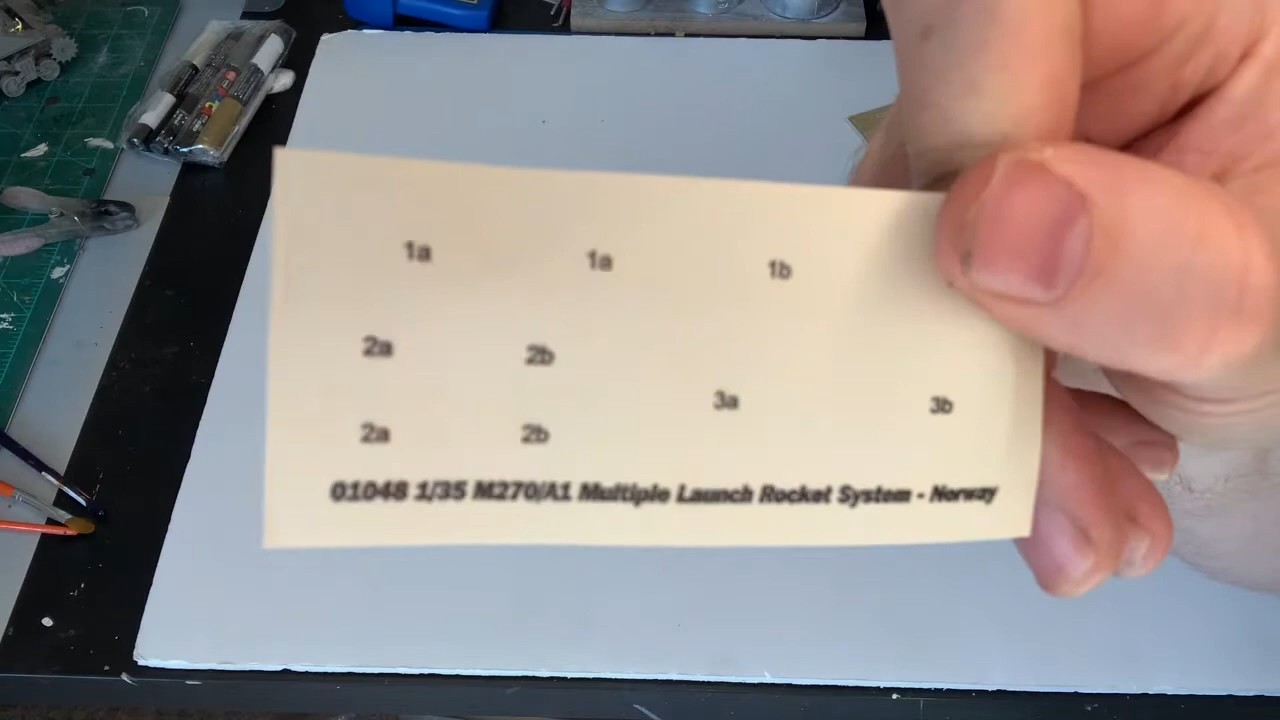 1a 1a 1b
2a 2b
3a 3b
2a 2b
01048 1/35 M270/A1 Multiple Launch Rocket System - Norway